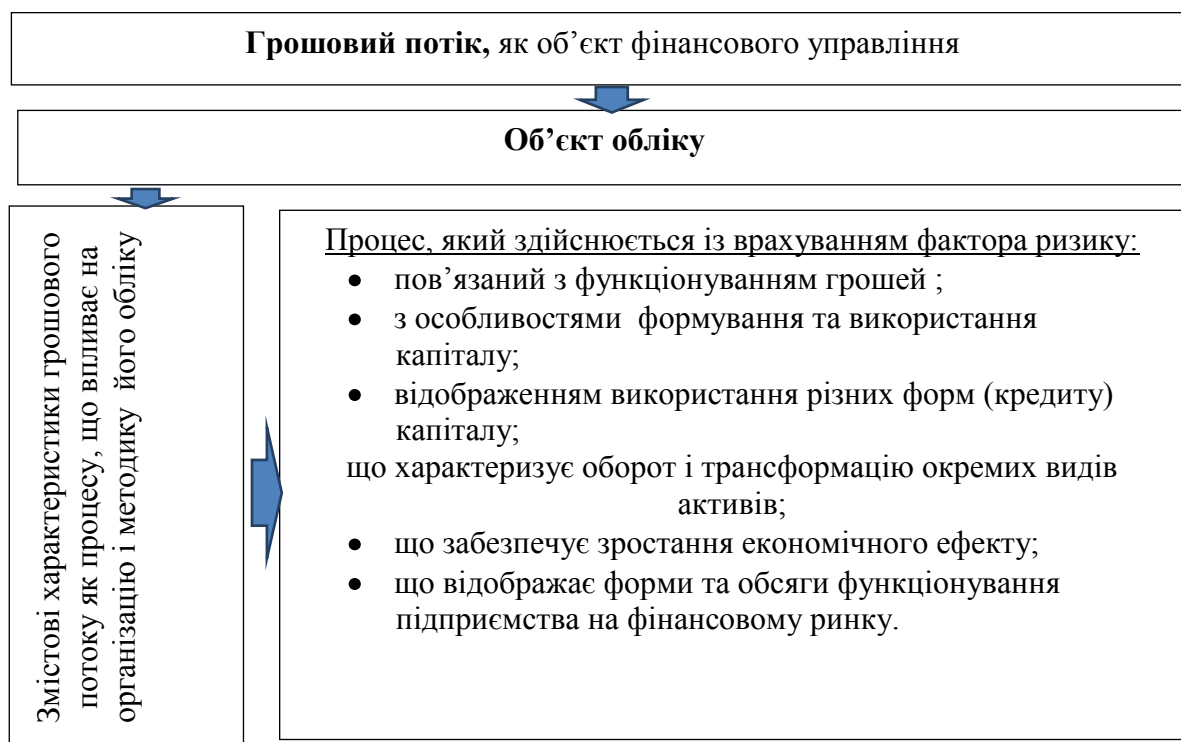 Грошовий потік, як об’єкт фінансового управління
Об’єкт обліку
Змістові характеристики грошового
потоку як процесу, що впливає на
організацію і методику його обліку
Процес, який здійснюється із врахуванням фактора ризику:
• пов’язаний з функціонуванням грошей ;
• з особливостями формування та використання
капіталу;
• відображенням використання різних форм (кредиту)
капіталу;
що характеризує оборот і трансформацію окремих видів
активів;
• що забезпечує зростання економічного ефекту;
• що відображає форми та обсяги функціонування
підприємства на фінансовому ринку.